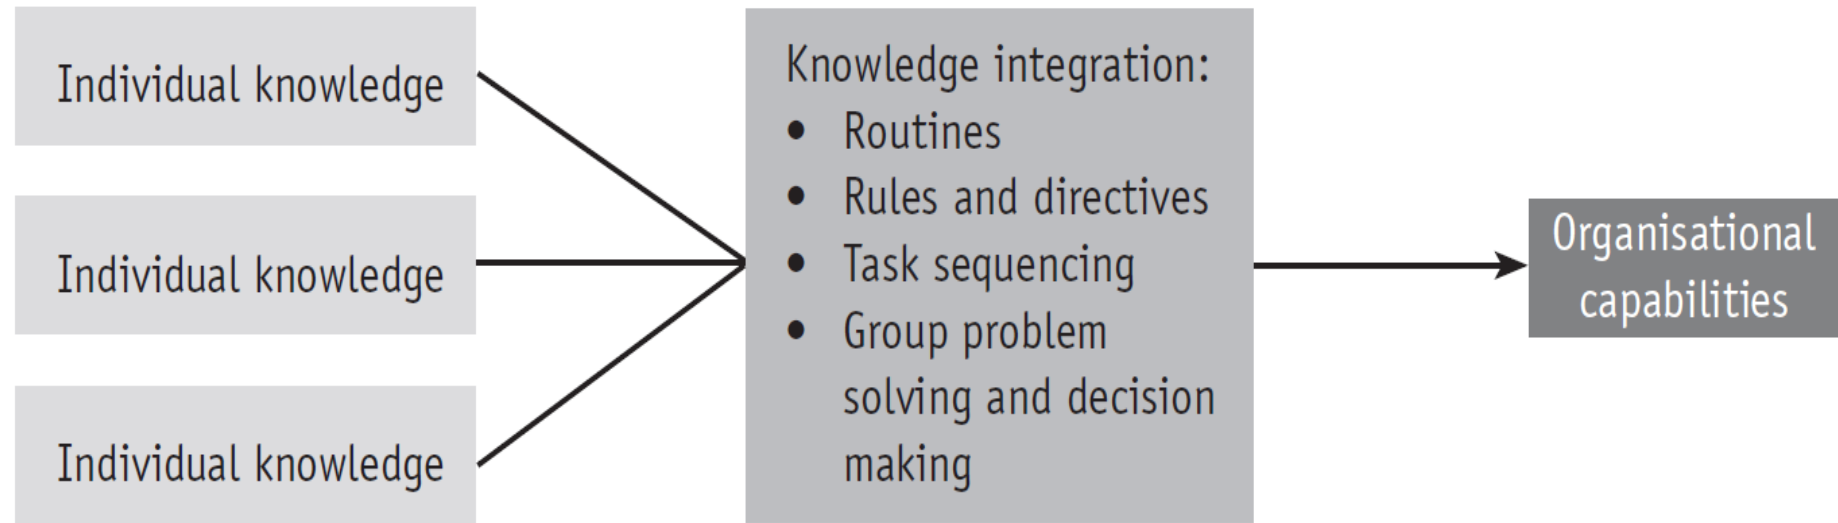 Individual knowledge
Individual knowledge
Individual knowledge
Knowledge integration:
• Routines
• Rules and directives
• Task sequencing
• Group problem
solving and decision
making
Organisational
capabilities